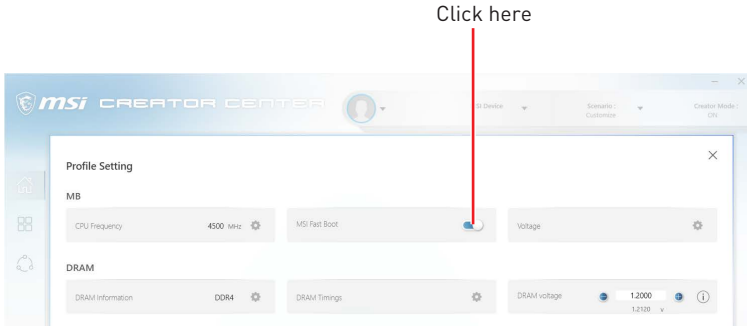 Click here
msi CREATOR CENTER
SI Device
Scenario :
Customize
Creator Mode :
ON
Profile Setting
MB
CPU Frequency 4500 MHz
MSI Fast Boot
Voltage
DRAM
DRAM Information DDR4
DRAM Timings
DRAM voltage 1.2000
1.2120 v